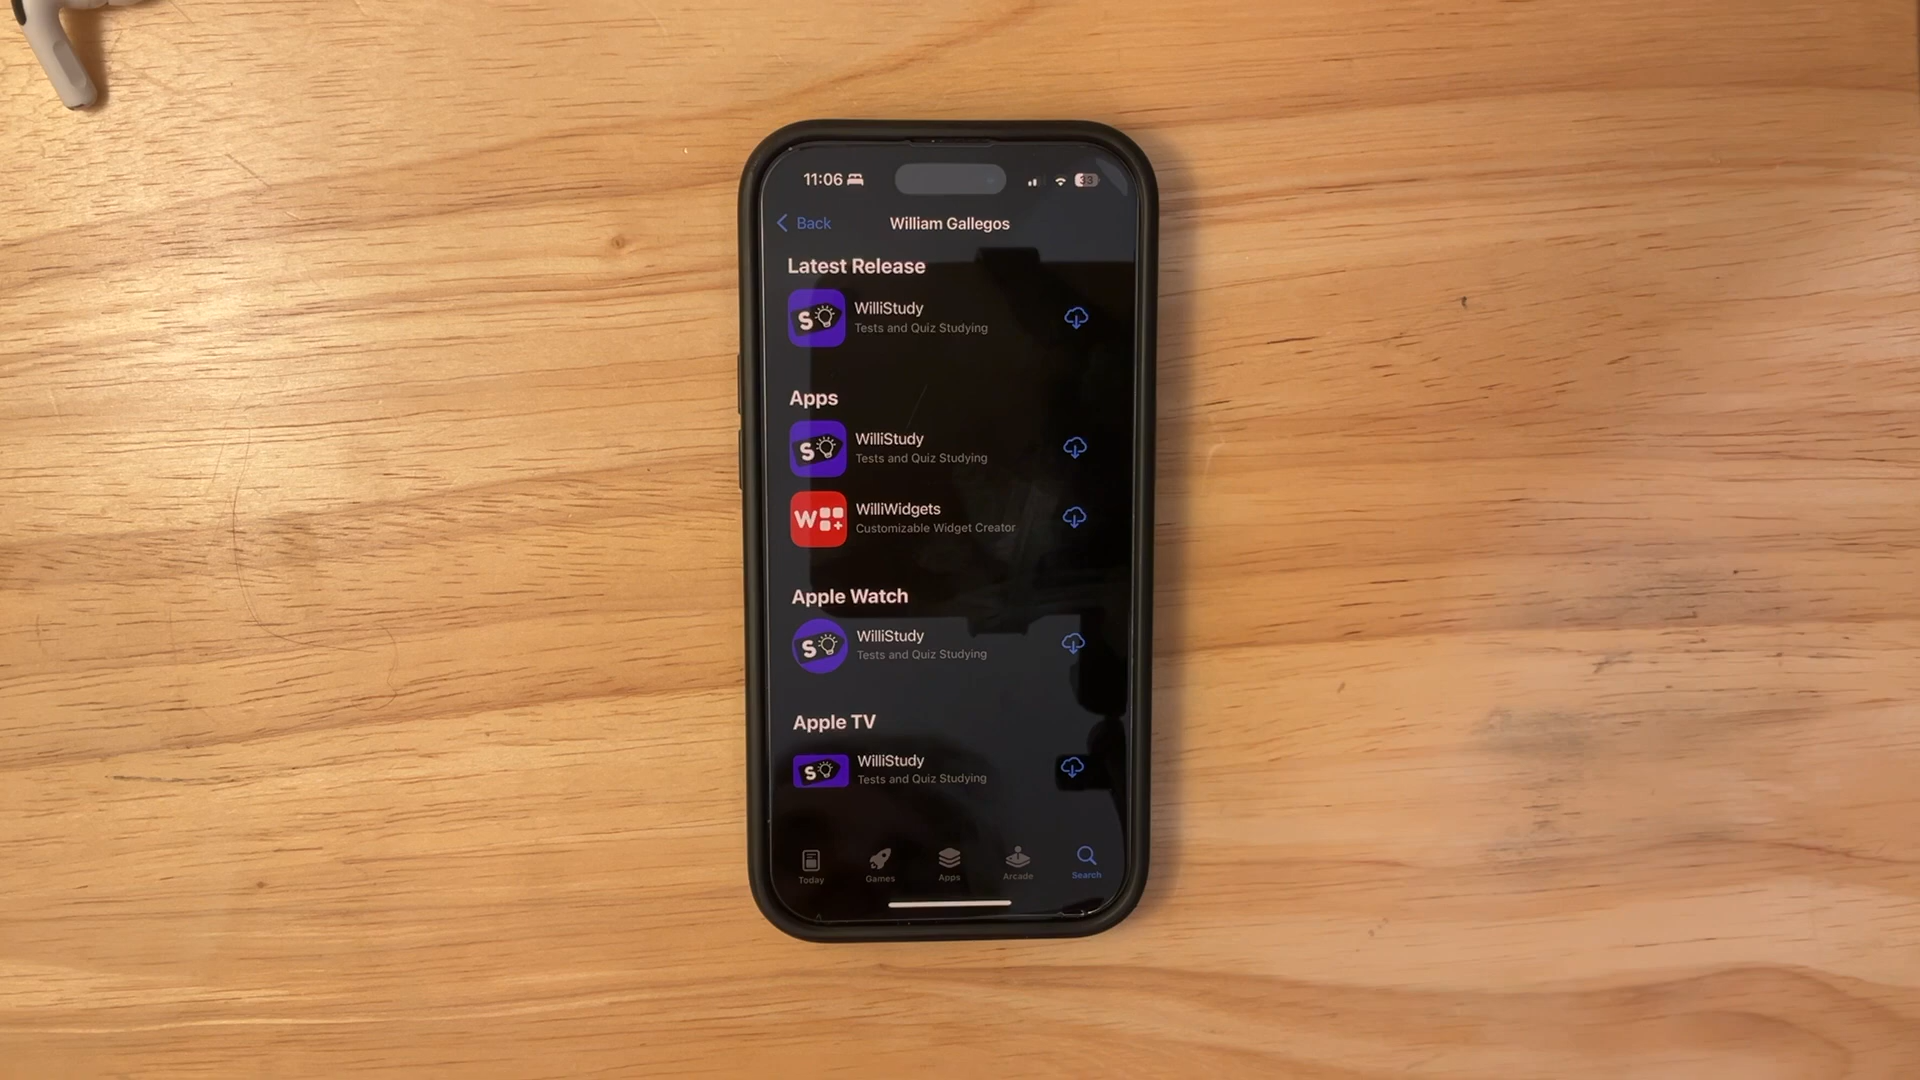 11:06
33
Back
William Gallegos
Latest Release
S
WilliStudy
Tests and Quiz Studying
Apps
S
WilliStudy
Tests and Quiz Studying
W
WilliWidgets
Customizable Widget Creator
Apple Watch
S
WilliStudy
Tests and Quiz Studying
Apple TV
S
WilliStudy
Tests and Quiz Studying
Today
Games
Apps
Arcade
Search